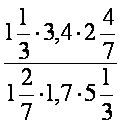 1 1/3 · 3,4 · 2 4/7
1 2/7 · 1,7 · 5 1/3